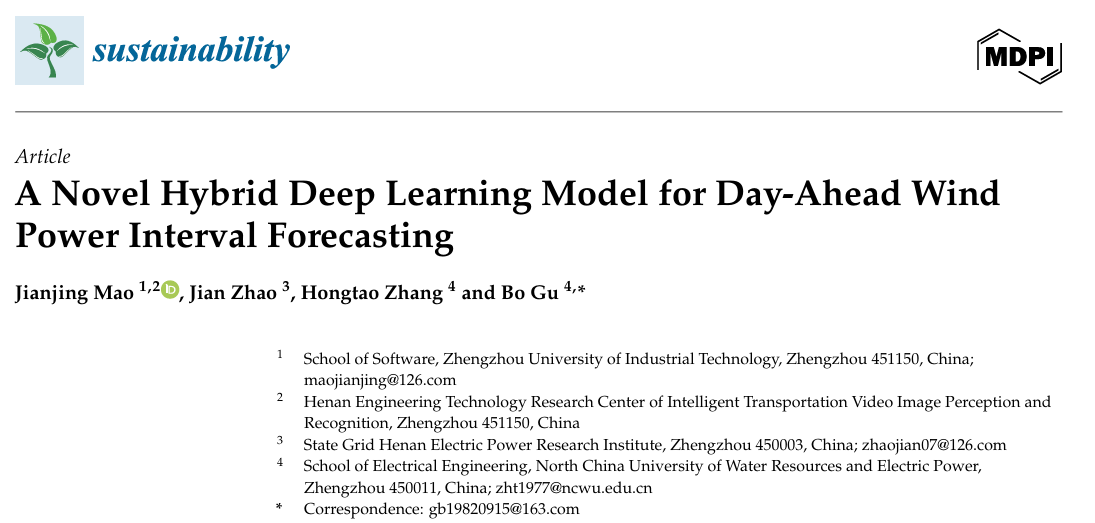 sustainability
MDPI
Article
A Novel Hybrid Deep Learning Model for Day-Ahead Wind
Power Interval Forecasting
Jianjing Mao 1,2 iD, Jian Zhao 3, Hongtao Zhang 4 and Bo Gu 4,*
1 School of Software, Zhengzhou University of Industrial Technology, Zhengzhou 451150, China;
maojianjing@126.com
2 Henan Engineering Technology Research Center of Intelligent Transportation Video Image Perception and
Recognition, Zhengzhou 451150, China
3 State Grid Henan Electric Power Research Institute, Zhengzhou 450003, China; zhaojian07@126.com
4 School of Electrical Engineering, North China University of Water Resources and Electric Power,
Zhengzhou 450011, China; zht1977@ncwu.edu.cn
* Correspondence: gb19820915@163.com